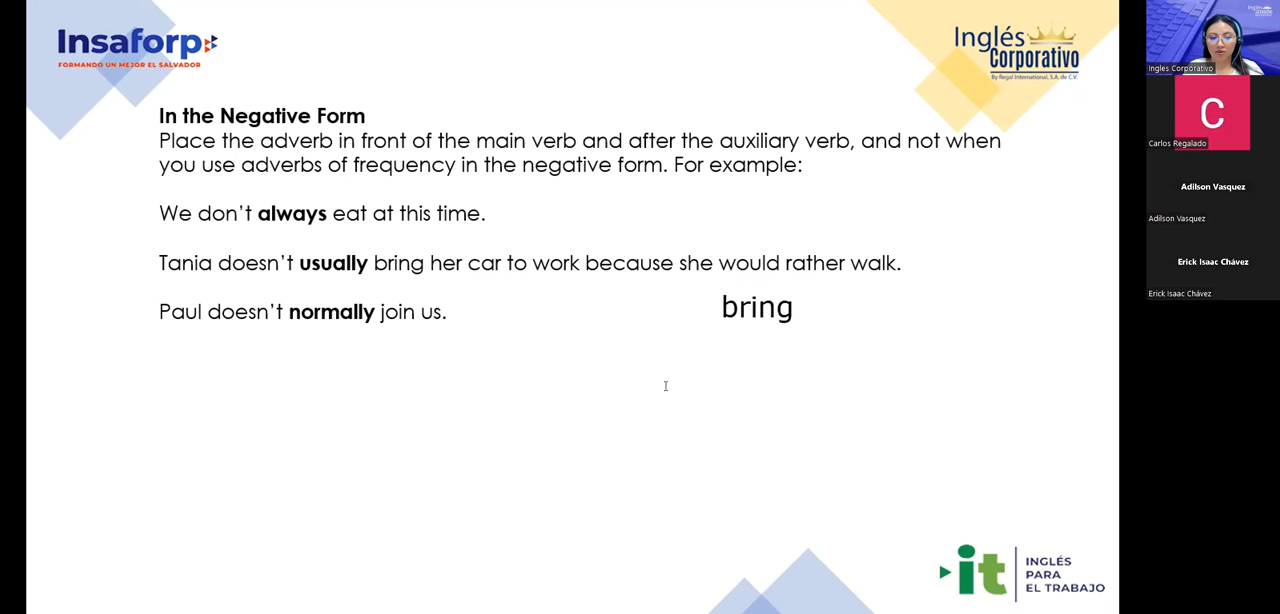 Insaforp
FORMANDO UN MEJOR EL SALVADOR
Inglés
Corporativo
By Regal International, S.A. de C.V.
In the Negative Form
Place the adverb in front of the main verb and after the auxiliary verb, and not when
you use adverbs of frequency in the negative form. For example:
We don't always eat at this time.
Tania doesn't usually bring her car to work because she would rather walk.
Paul doesn't normally join us.
bring
it
INGLÉS
PARA
EL TRABAJO
Ingles Corporativo
C
Carlos Regalado
Adilson Vasquez
Adilson Vasquez
Erick Isaac Chávez
Erick Isaac Chávez